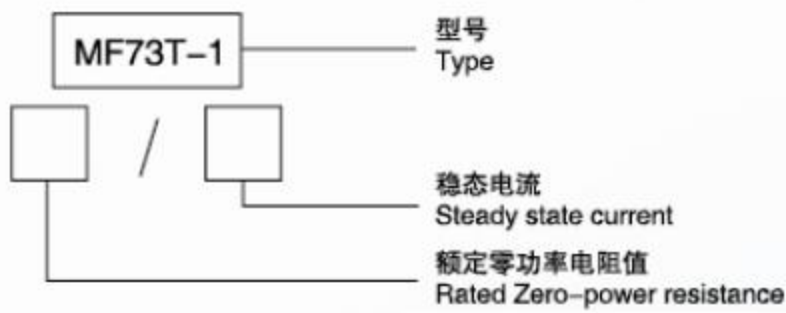 MF73T-1
型号
Type
/
稳态电流
Steady state current
额定零功率电阻值
Rated Zero-power resistance